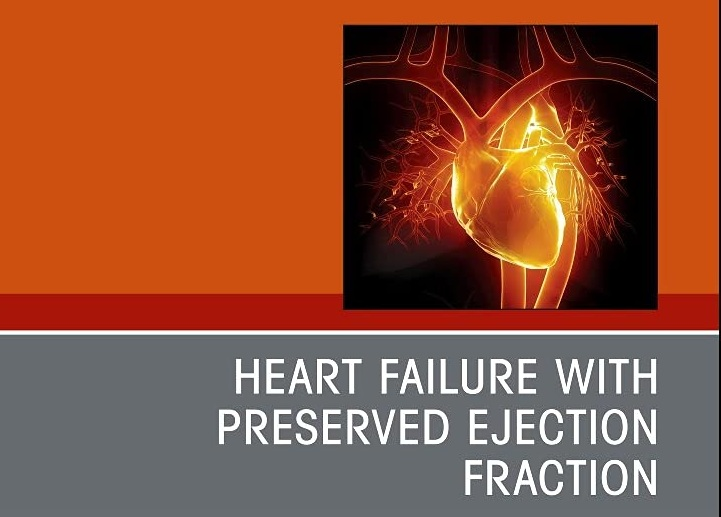 HEART FAILURE WITH
PRESERVED EJECTION
FRACTION